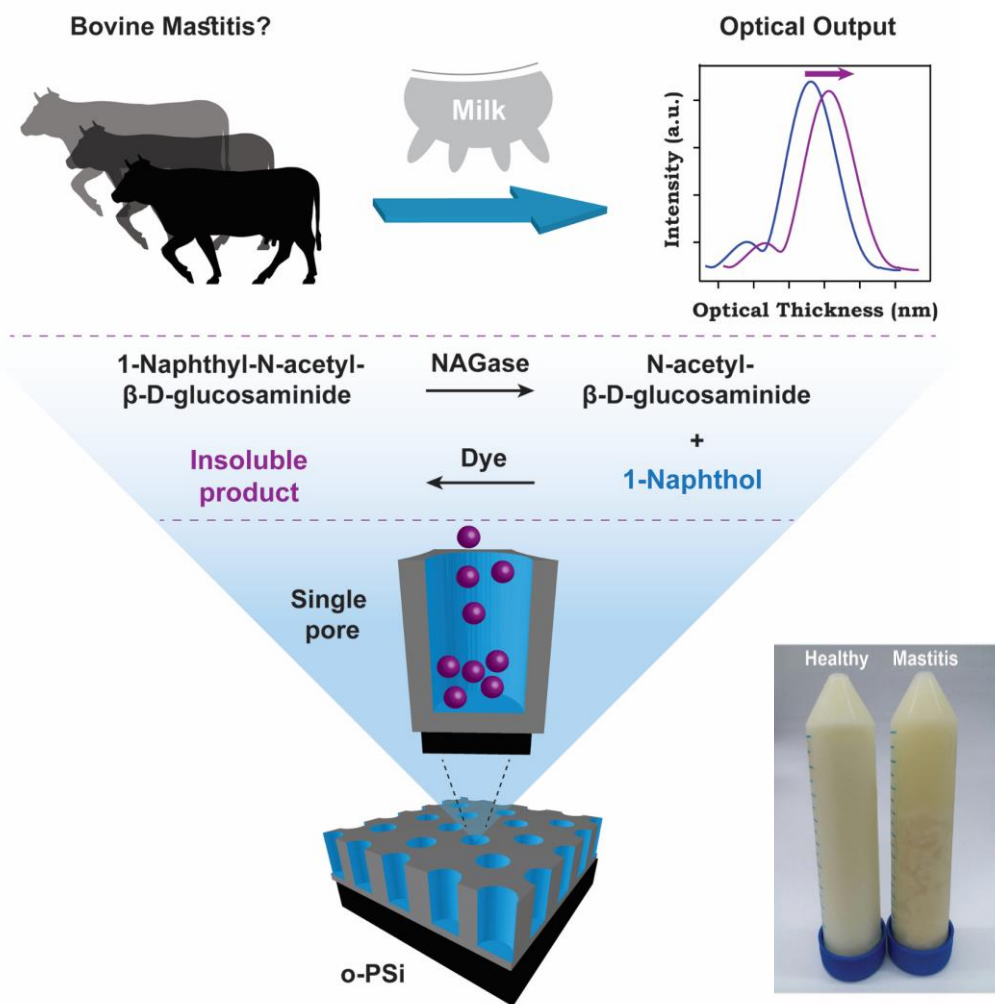 Bovine Mastitis?
Milk
Optical Output
Intensity (a.u.)
Optical Thickness (nm)
1-Naphthyl-N-acetyl-
β-D-glucosaminide
NAGase
N-acetyl-
β-D-glucosaminide
+
Insoluble
product
Dye
1-Naphthol
Single
pore
Healthy
Mastitis
o-PSi